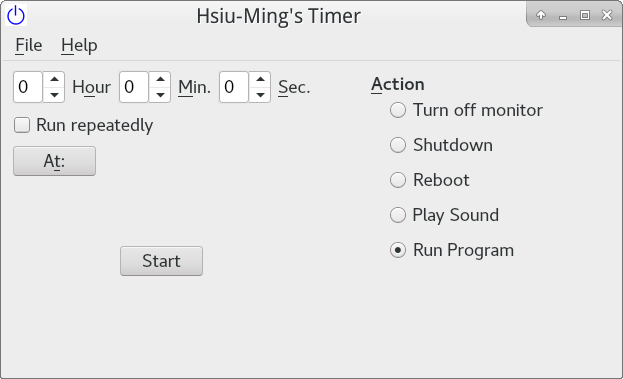 Hsiu-Ming's Timer
File Help
0 Hour 0 Min. 0 Sec.
Run repeatedly
At:
Start
Action
Turn off monitor
Shutdown
Reboot
Play Sound
Run Program